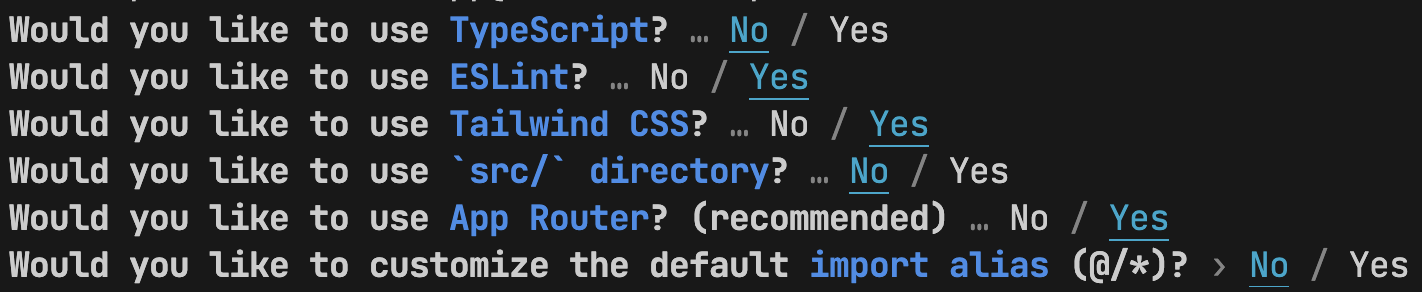 Would you like to use TypeScript? … No / Yes
Would you like to use ESLint? … No / Yes
Would you like to use Tailwind CSS? … No / Yes
Would you like to use `src/` directory? … No / Yes
Would you like to use App Router? (recommended) … No / Yes
Would you like to customize the default import alias (@/*)? › No / Yes